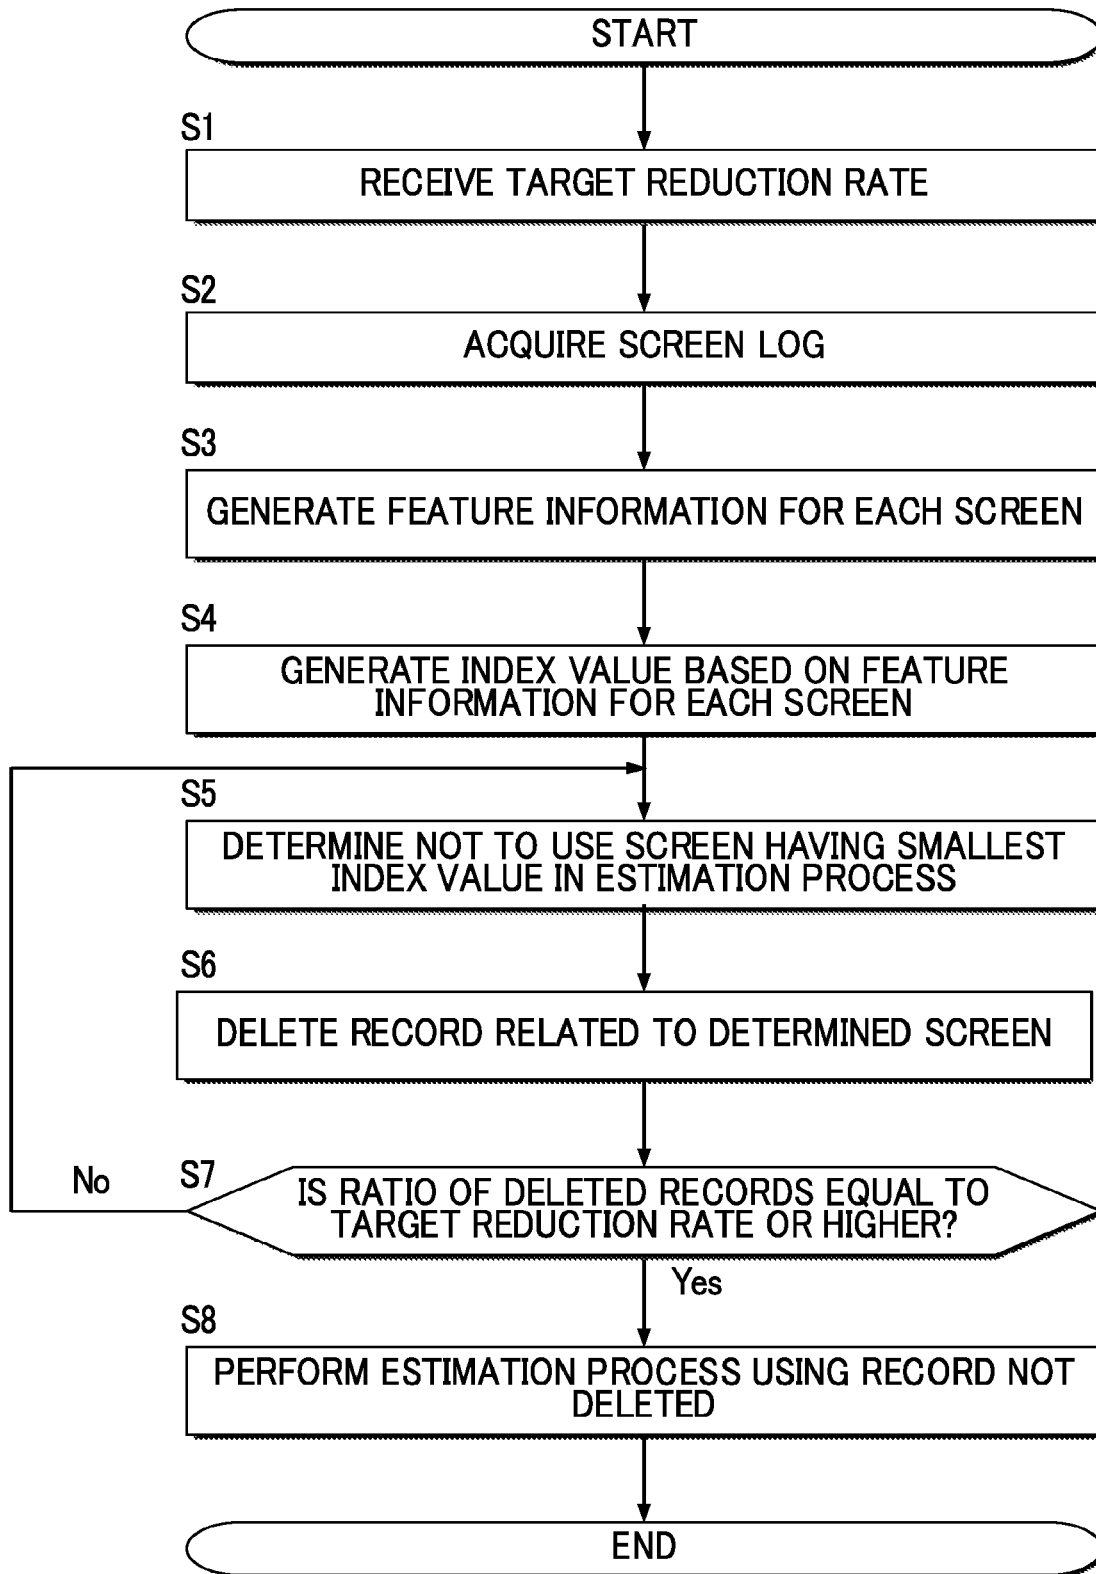 START
S1
RECEIVE TARGET REDUCTION RATE
S2
ACQUIRE SCREEN LOG
S3
GENERATE FEATURE INFORMATION FOR EACH SCREEN
S4
GENERATE INDEX VALUE BASED ON FEATURE
INFORMATION FOR EACH SCREEN
S5
DETERMINE NOT TO USE SCREEN HAVING SMALLEST
INDEX VALUE IN ESTIMATION PROCESS
S6
DELETE RECORD RELATED TO DETERMINED SCREEN
No
S7
IS RATIO OF DELETED RECORDS EQUAL TO
TARGET REDUCTION RATE OR HIGHER?
Yes
S8
PERFORM ESTIMATION PROCESS USING RECORD NOT
DELETED
END